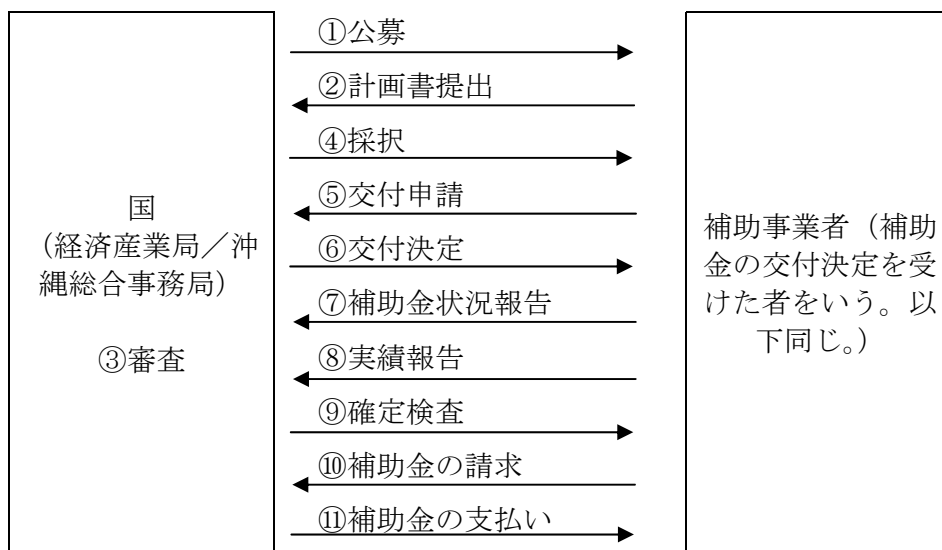 ①公募
②計画書提出
④採択
⑤交付申請
⑥交付決定
⑦補助金状況報告
⑧実績報告
⑨確定検査
⑩補助金の請求
⑪補助金の支払い
国
（経済産業局／沖
縄総合事務局）
③審査
補助事業者（補助
金の交付決定を受
けた者をいう。以
下同じ。）